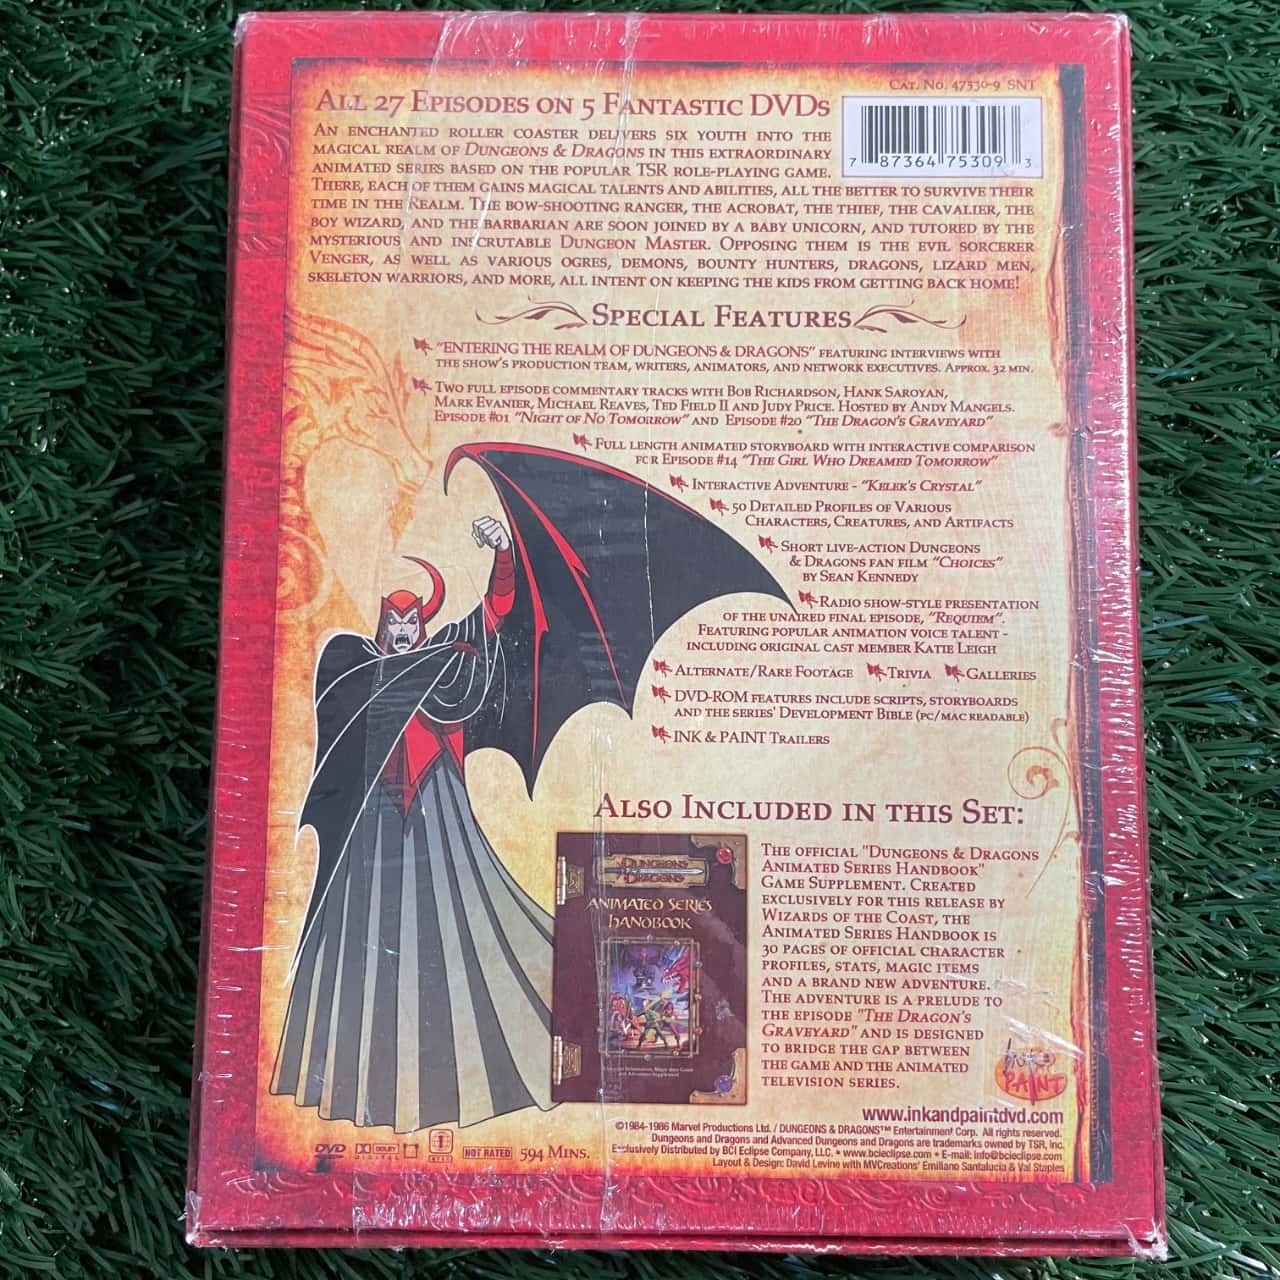 Cat. No. 47530-9 SNT
All 27 Episodes on 5 Fantastic DVDs
7 87364 75309 3
An enchanted roller coaster delivers six youth into the
magical realm of Dungeons & Dragons in this extraordinary
animated series based on the popular TSR role-playing game.
There, each of them gains magical talents and abilities, all the better to survive their
time in the Realm. The bow-shooting ranger, the acrobat, the thief, the cavalier, the
boy wizard, and the barbarian are soon joined by a baby unicorn, and tutored by the
mysterious and inscrutable Dungeon Master. Opposing them is the evil sorcerer
Venger, as well as various ogres, demons, bounty hunters, dragons, lizard men,
skeleton warriors, and more, all intent on keeping the kids from getting back home!
Special Features
"Entering the Realm of Dungeons & Dragons" featuring interviews with
the show's production team, writers, animators, and network executives. Approx. 32 min.
Two full episode commentary tracks with Bob Richardson, Hank Saroyan,
Mark Evanier, Michael Reaves, Ted Field II and Judy Price. Hosted by Andy Mangels.
Episode #01 "Night of No Tomorrow" and Episode #20 "The Dragon's Graveyard"
Full length animated storyboard with interactive comparison
for Episode #14 "The Girl Who Dreamed Tomorrow"
Interactive Adventure - "Kelek's Crystal"
50 Detailed Profiles of Various
Characters, Creatures, and Artifacts
Short live-action Dungeons
& Dragons fan film "Choices"
by Sean Kennedy
Radio show-style presentation
of the unaired final episode, "Requiem".
Featuring popular animation voice talent -
including original cast member Katie Leigh
Alternate/Rare Footage Trivia Galleries
DVD-ROM features include scripts, storyboards
and the series' Development Bible (pc/mac readable)
INK & PAINT Trailers
Also Included in this Set:
Dungeons
& Dragons
Animated Series
Handbook
The official "Dungeons & Dragons
Animated Series Handbook"
Game Supplement. Created
exclusively for this release by
Wizards of the Coast, the
Animated Series Handbook is
30 pages of official character
profiles, stats, magic items
and a brand new adventure.
The adventure is a prelude to
the episode "The Dragon's
Graveyard" and is designed
to bridge the gap between
the game and the animated
television series.
PAINT
www.inkandpaintdvd.com
©1984-1986 Marvel Productions Ltd. / DUNGEONS & DRAGONS™ Entertainment Corp. All rights reserved.
Dungeons and Dragons and Advanced Dungeons and Dragons are trademarks owned by TSR, Inc.
Exclusively Distributed by BCI Eclipse Company, LLC. • www.bcieclipse.com • E-mail: info@bcieclipse.com
Layout & Design: David Levine with MVCreations' Emiliano Santalucia & Val Staples
DVD DOLBY DIGITAL NOT RATED 594 Mins.